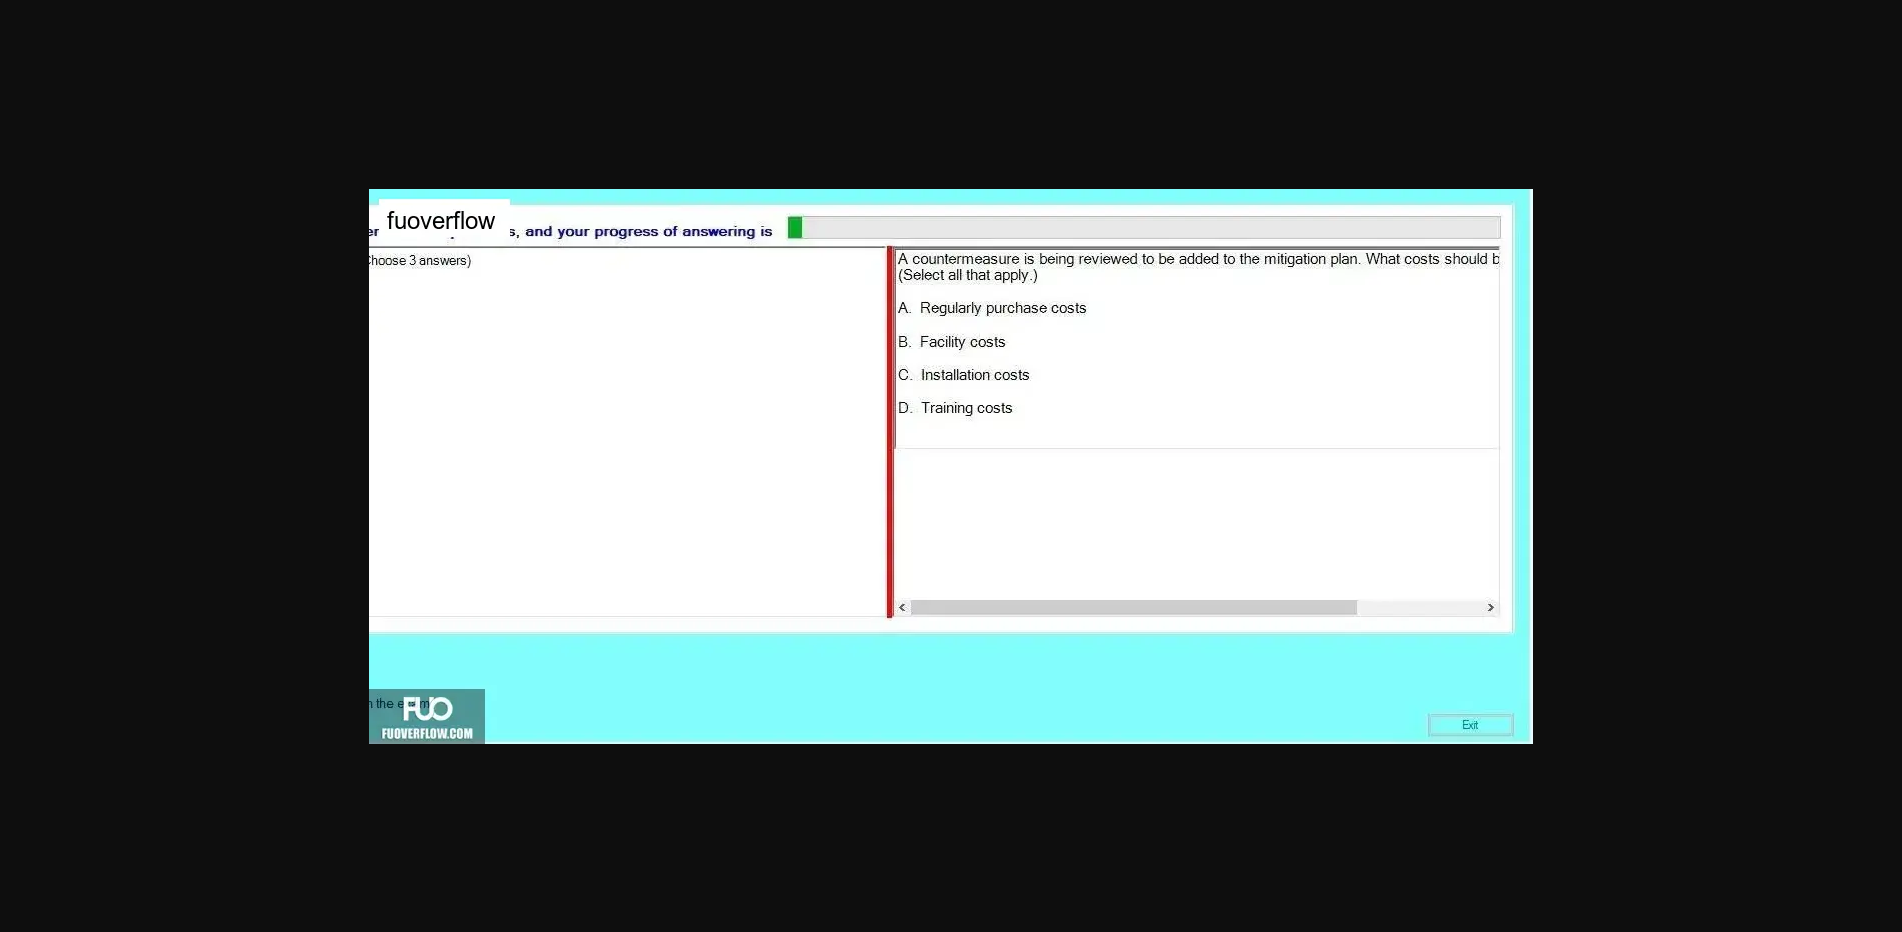 fuoverflow
er s, and your progress of answering is
Choose 3 answers)
A countermeasure is being reviewed to be added to the mitigation plan. What costs should b
(Select all that apply.)
A. Regularly purchase costs
B. Facility costs
C. Installation costs
D. Training costs
n the exam
FUO
FUOVERFLOW.COM
Exit